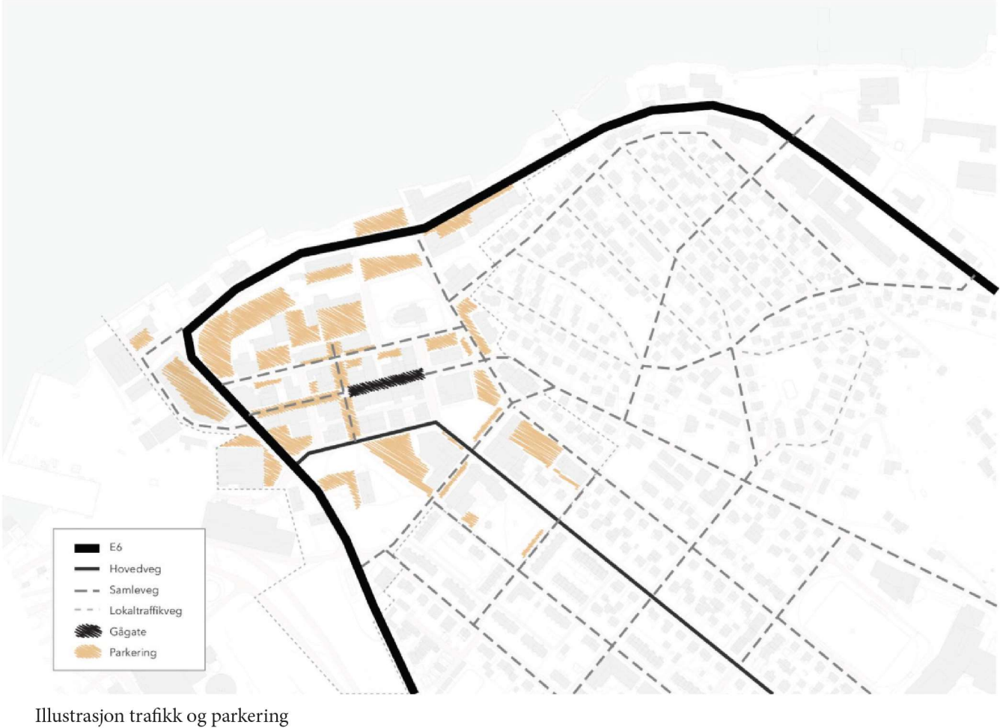 E6
Hovedveg
Samleveg
Lokaltraffikveg
Gågate
Parkering
Illustrasjon trafikk og parkering